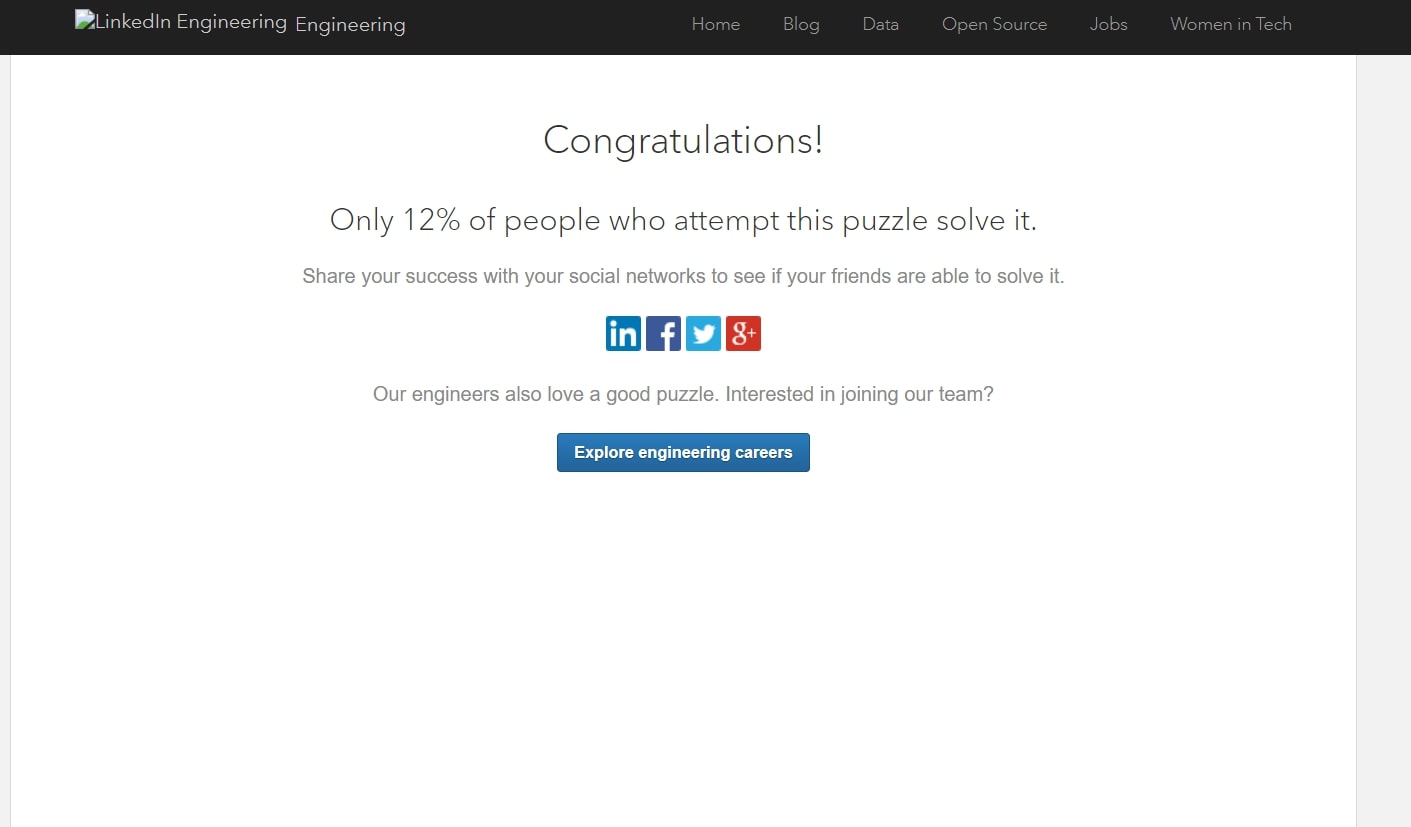 LinkedIn Engineering Engineering Home Blog Data Open Source Jobs Women in Tech
Congratulations!
Only 12% of people who attempt this puzzle solve it.
Share your success with your social networks to see if your friends are able to solve it.
in f g+
Our engineers also love a good puzzle. Interested in joining our team?
Explore engineering careers